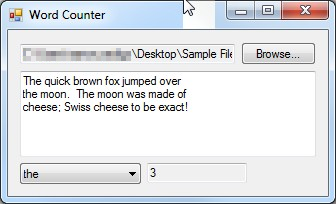 Word Counter
\Desktop\Sample File
Browse...
The quick brown fox jumped over
the moon.  The moon was made of
cheese; Swiss cheese to be exact!
the
3